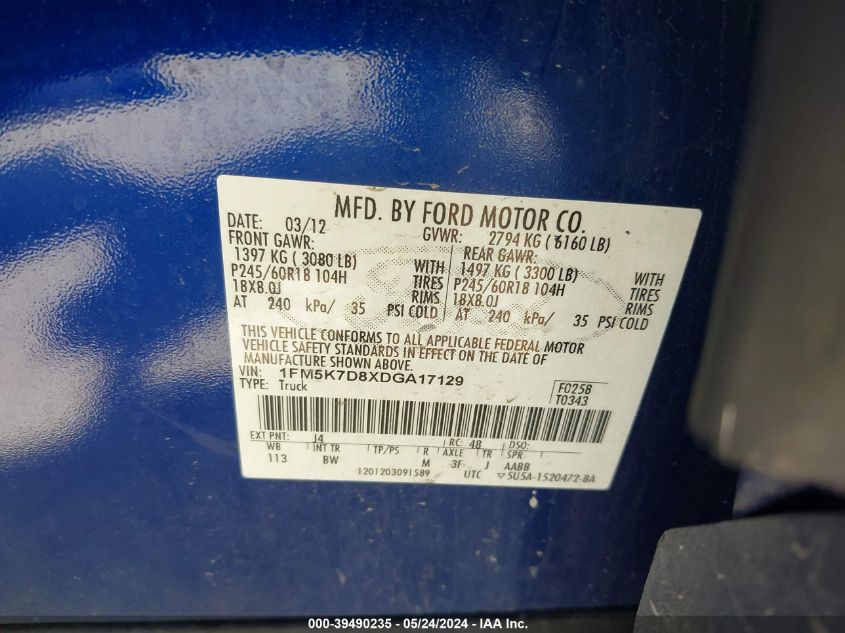 MFD. BY FORD MOTOR CO.
DATE: 03/12 GVWR: 2794 KG ( 6160 LB)
FRONT GAWR: REAR GAWR:
1397 KG ( 3080 LB) WITH 1497 KG ( 3300 LB) WITH
P245/60R18 104H TIRES P245/60R18 104H TIRES
18X8.0J RIMS 18X8.0J RIMS
AT 240 kPa/ 35 PSI COLD AT 240 kPa/ 35 PSI COLD
THIS VEHICLE CONFORMS TO ALL APPLICABLE FEDERAL MOTOR
VEHICLE SAFETY STANDARDS IN EFFECT ON THE DATE OF
MANUFACTURE SHOWN ABOVE.
VIN: 1FM5K7D8XDGA17129 F0258
TYPE: Truck T0343
EXT PNT: J4 RC: 48 DSO:
WB INT TR TP/PS R AXLE TR SPR
113 BW M 3F J AABB
1201203091589 UTC ▽5U5A-1520472-BA
000-39490235 - 05/24/2024 - IAA Inc.